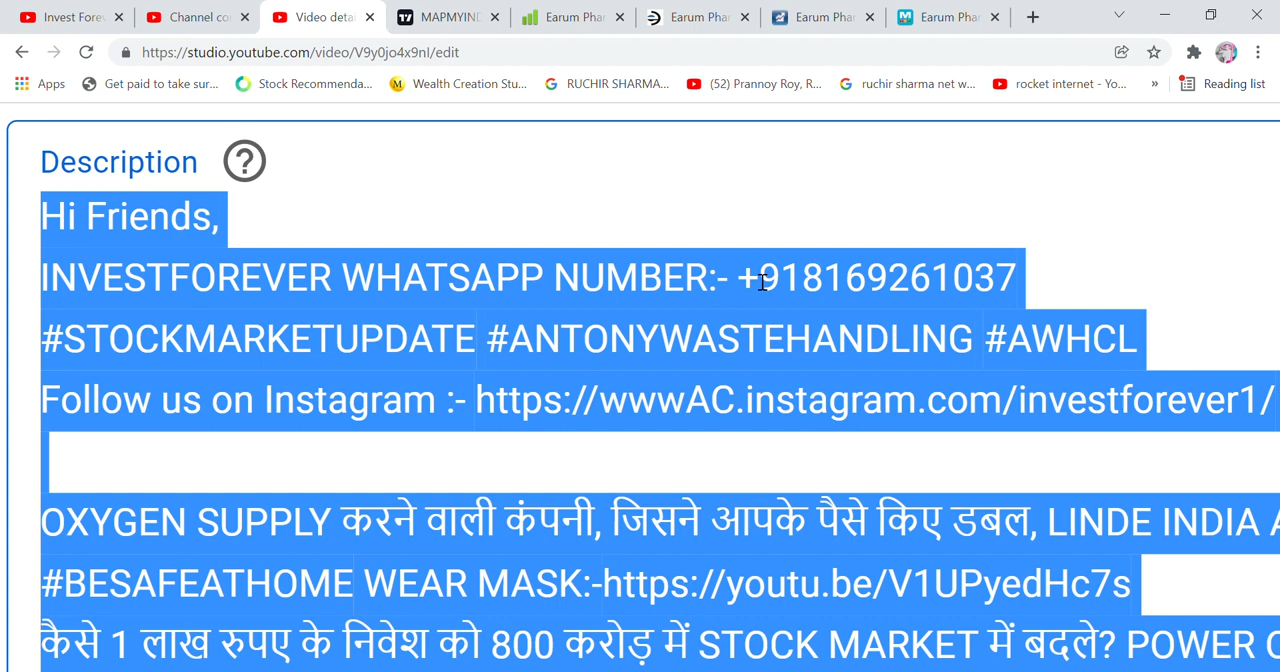 Invest Fore
Channel co
Video deta
MAPMYIND
Earum Phar
Earum Phar
Earum Phar
Earum Phar
https://studio.youtube.com/video/V9y0jo4x9nI/edit
Apps
Get paid to take sur...
Stock Recommenda...
Wealth Creation Stu...
RUCHIR SHARMA...
(52) Prannoy Roy, R...
ruchir sharma net w...
rocket internet - Yo...
»
Reading list
Description ?
Hi Friends,
INVESTFOREVER WHATSAPP NUMBER:- +918169261037
#STOCKMARKETUPDATE #ANTONYWASTEHANDLING #AWHCL
Follow us on Instagram :- https://wwwAC.instagram.com/investforever1/
OXYGEN SUPPLY करने वाली कंपनी, जिसने आपके पैसे किए डबल, LINDE INDIA A
#BESAFEATHOME WEAR MASK:-https://youtu.be/V1UPyedHc7s
कैसे 1 लाख रुपए के निवेश को 800 करोड़ में STOCK MARKET में बदले? POWER O